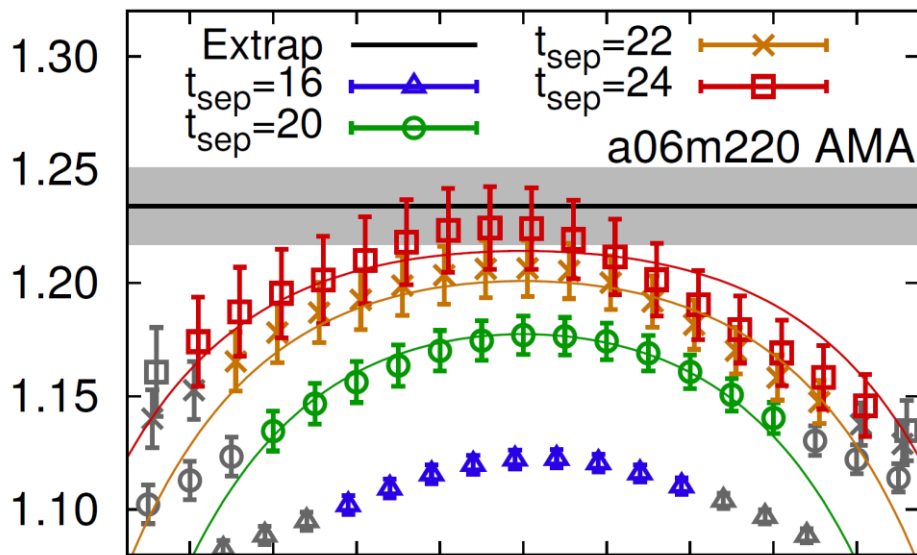 1.30
1.25
1.20
1.15
1.10
Extrap
t_sep=16
t_sep=20
t_sep=22
t_sep=24
a06m220 AMA